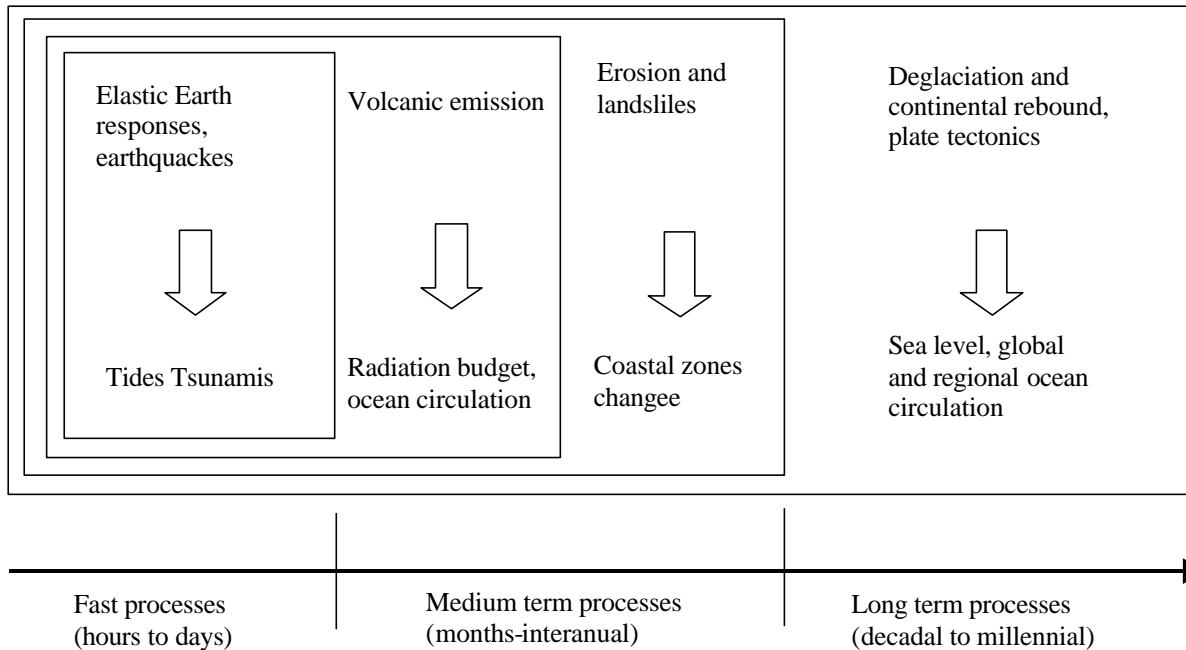 Elastic Earth
responses,
earthquackes
Volcanic emission
Erosion and
landsliles
Deglaciation and
continental rebound,
plate tectonics
Tides Tsunamis
Radiation budget,
ocean circulation
Coastal zones
changee
Sea level, global
and regional ocean
circulation
Fast processes
(hours to days)
Medium term processes
(months-interanual)
Long term processes
(decadal to millennial)